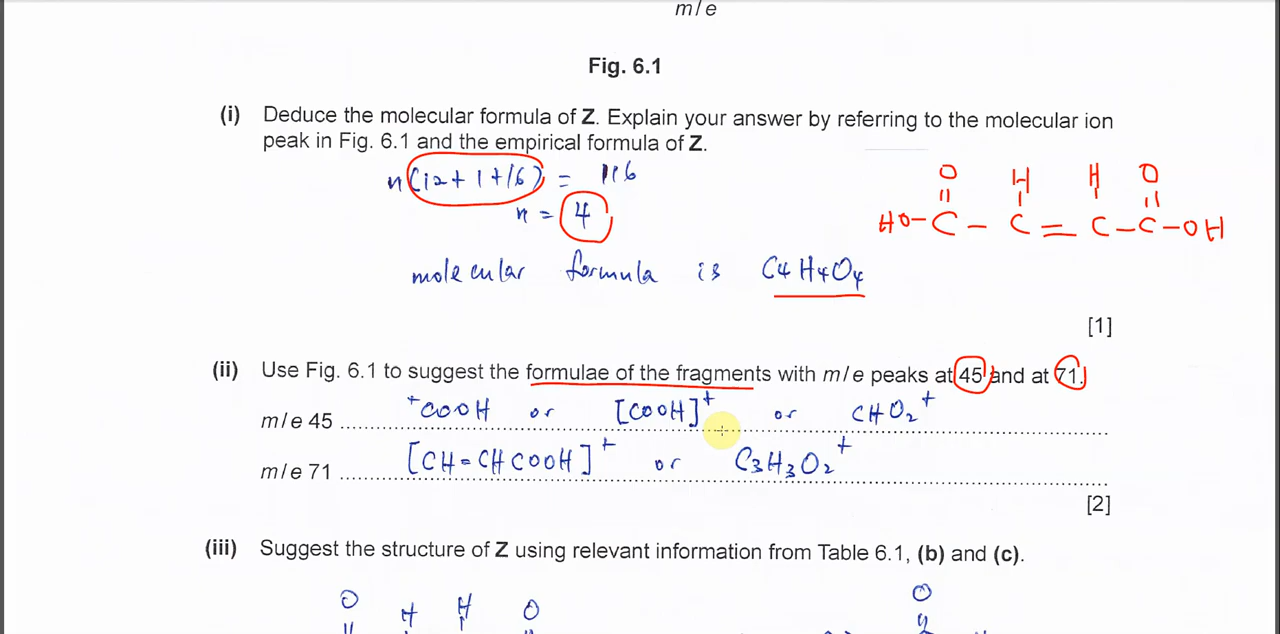 m/e
Fig. 6.1
(i) Deduce the molecular formula of Z. Explain your answer by referring to the molecular ion
peak in Fig. 6.1 and the empirical formula of Z.
n(12+1+16) = 116
n = 4
O H H O
HO-C-C=C-C-OH
molecular formula is C4H4O4
[1]
(ii) Use Fig. 6.1 to suggest the formulae of the fragments with m/e peaks at 45 and at 71.
m/e 45 ........ +COOH or [COOH]+ or CHO2+
m/e 71 ........ [CH=CHCOOH]+ or C3H3O2+
[2]
(iii) Suggest the structure of Z using relevant information from Table 6.1, (b) and (c).
O H H O O